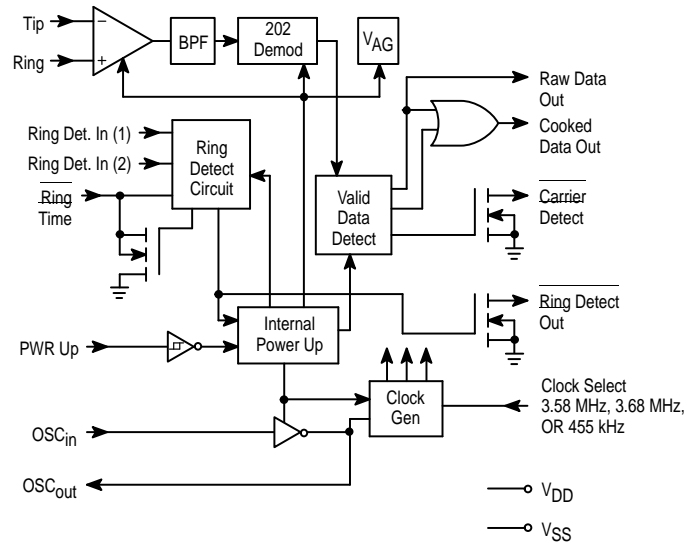 Tip
−
Ring
+
BPF
202
Demod
VAG
Raw Data
Out
Cooked
Data Out
Ring Det. In (1)
Ring Det. In (2)
Ring
Time
Ring
Detect
Circuit
Valid
Data
Detect
Carrier
Detect
Ring Detect
Out
Internal
Power Up
PWR Up
Clock
Gen
Clock Select
3.58 MHz, 3.68 MHz,
OR 455 kHz
OSCin
OSCout
VDD
VSS